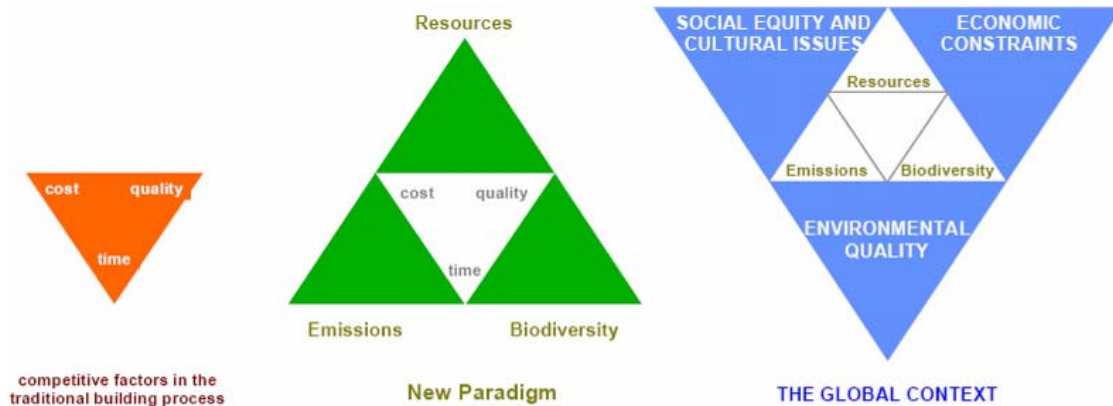 cost quality
time
competitive factors in the
traditional building process
Resources
cost quality
time
Emissions Biodiversity
New Paradigm
SOCIAL EQUITY AND
CULTURAL ISSUES
ECONOMIC
CONSTRAINTS
Resources
Emissions Biodiversity
ENVIRONMENTAL
QUALITY
THE GLOBAL CONTEXT